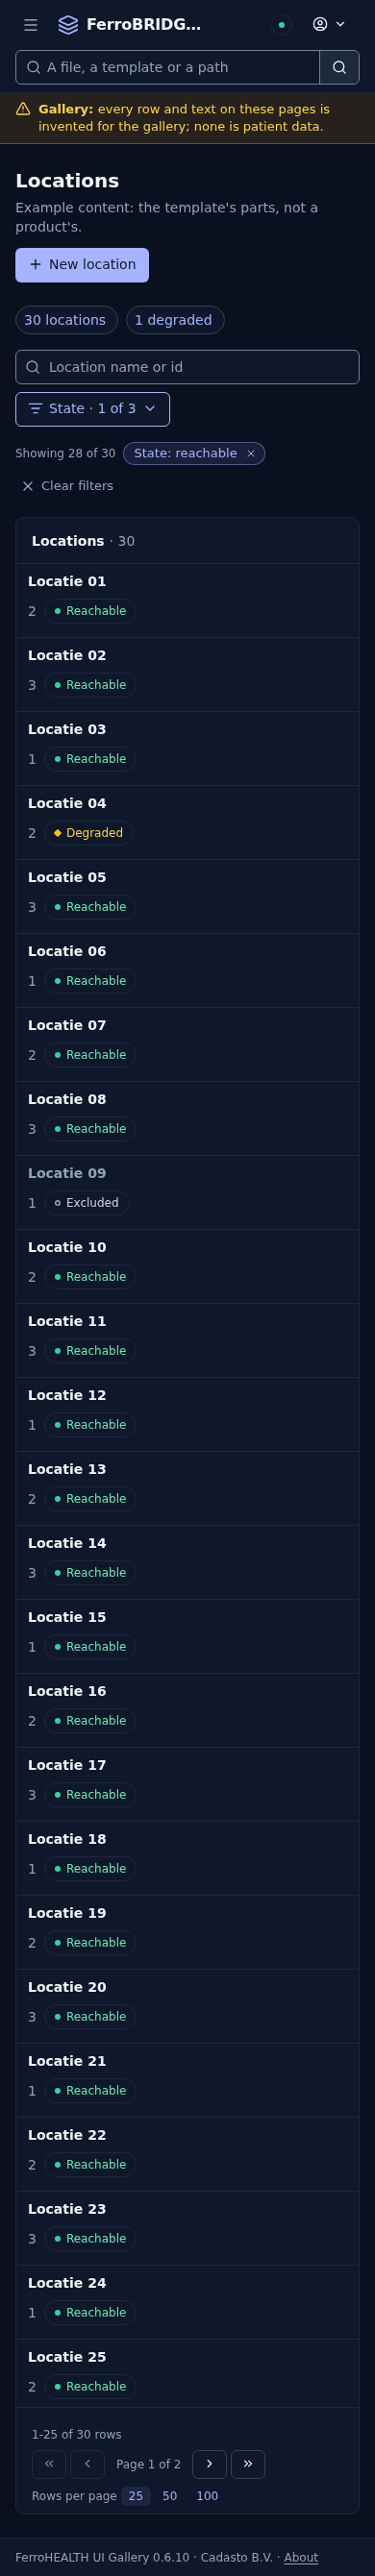 FerroBRIDG…
A file, a template or a path
Gallery: every row and text on these pages is
invented for the gallery; none is patient data.
Locations
Example content: the template's parts, not a
product's.
New location
30 locations 1 degraded
Location name or id
State · 1 of 3
Showing 28 of 30 State: reachable
Clear filters
Locations · 30
Locatie 01
2 Reachable
Locatie 02
3 Reachable
Locatie 03
1 Reachable
Locatie 04
2 Degraded
Locatie 05
3 Reachable
Locatie 06
1 Reachable
Locatie 07
2 Reachable
Locatie 08
3 Reachable
Locatie 09
1 Excluded
Locatie 10
2 Reachable
Locatie 11
3 Reachable
Locatie 12
1 Reachable
Locatie 13
2 Reachable
Locatie 14
3 Reachable
Locatie 15
1 Reachable
Locatie 16
2 Reachable
Locatie 17
3 Reachable
Locatie 18
1 Reachable
Locatie 19
2 Reachable
Locatie 20
3 Reachable
Locatie 21
1 Reachable
Locatie 22
2 Reachable
Locatie 23
3 Reachable
Locatie 24
1 Reachable
Locatie 25
2 Reachable
1-25 of 30 rows
Page 1 of 2
Rows per page 25 50 100
FerroHEALTH UI Gallery 0.6.10 · Cadasto B.V. · About